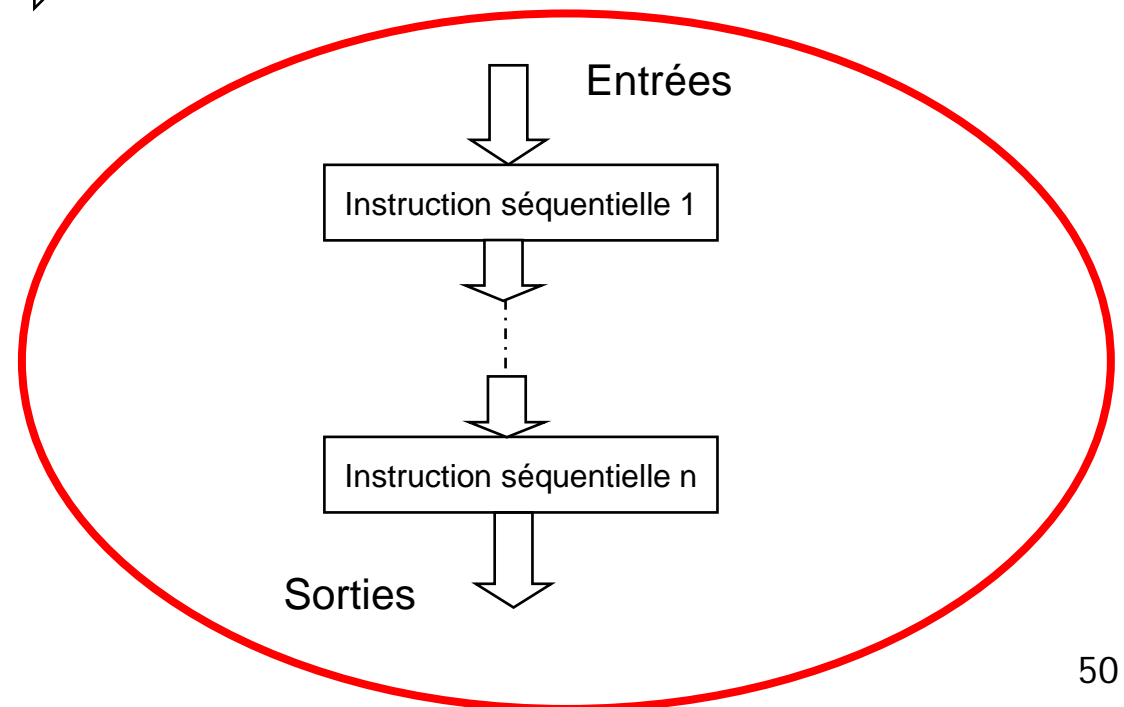 Entrées
Instruction séquentielle 1
Instruction séquentielle n
Sorties
50